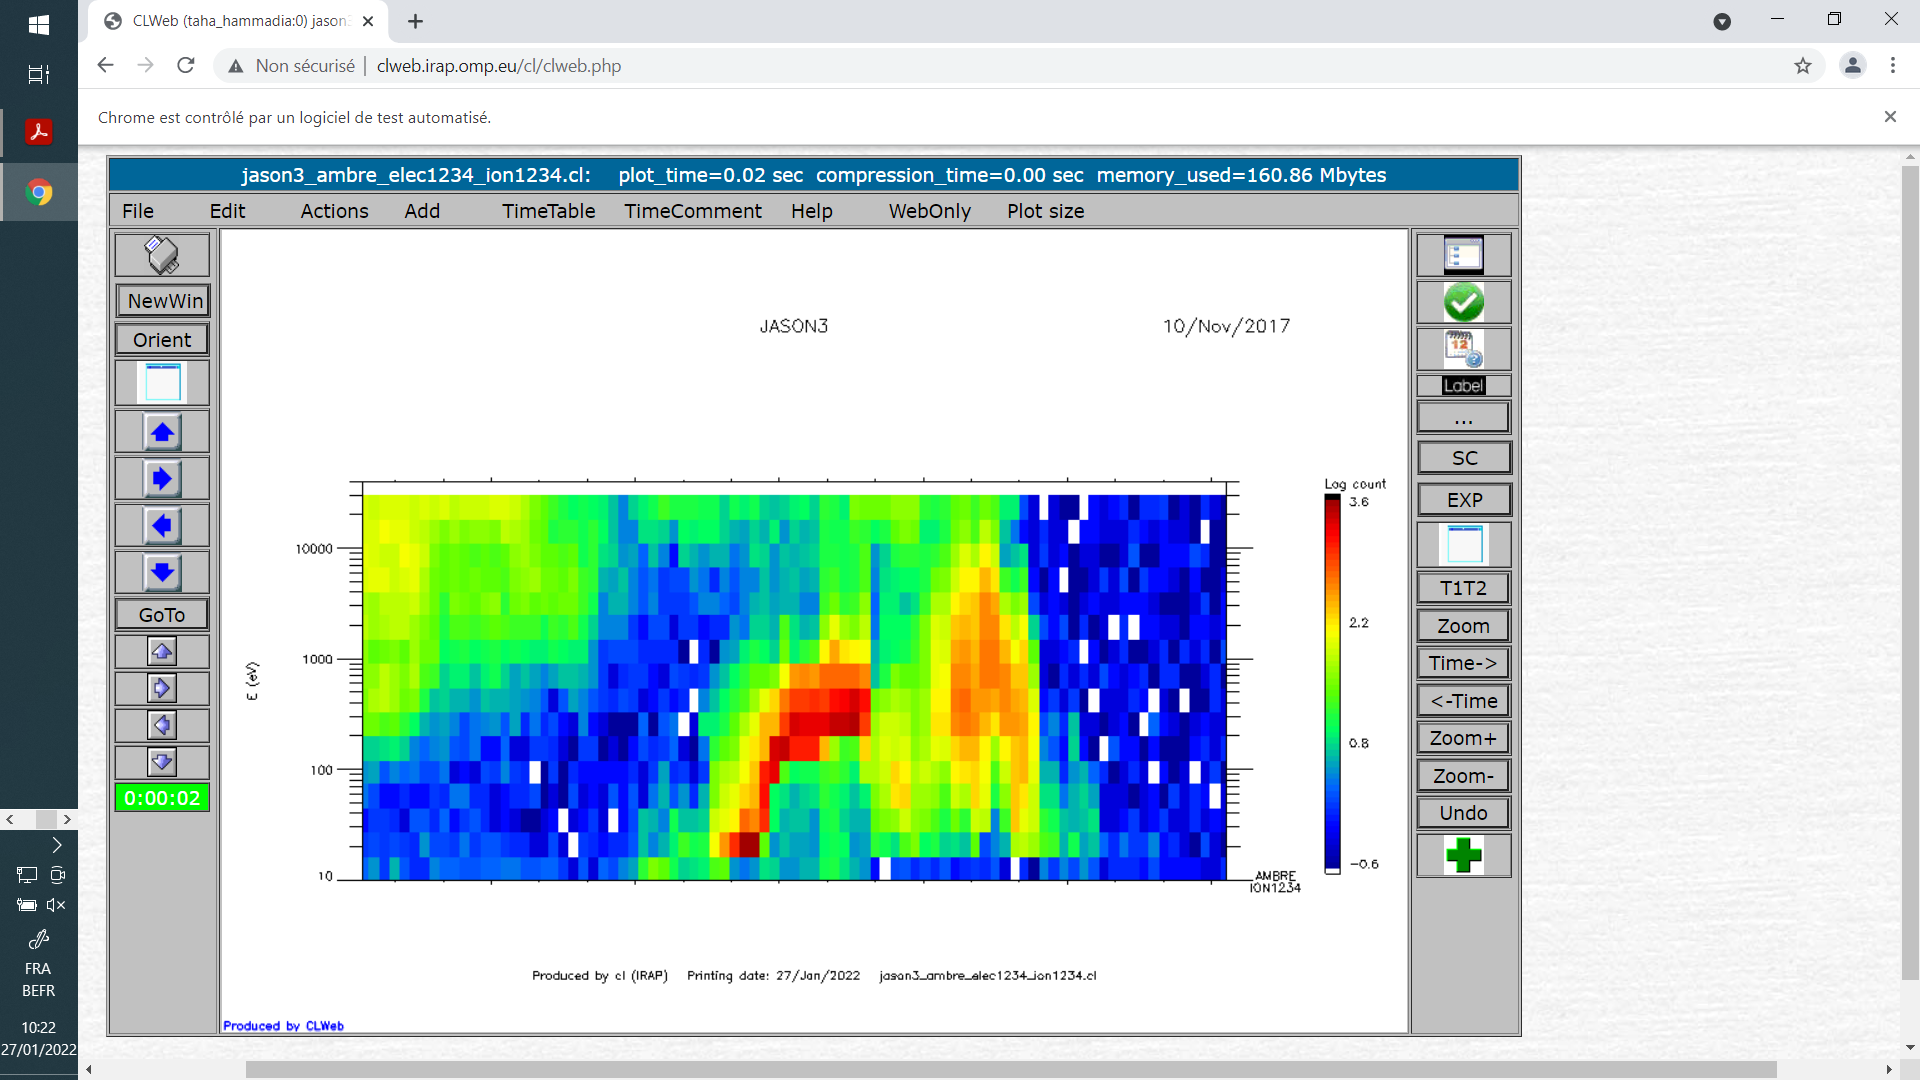 CLWeb (taha_hammadia:0) jason3
Non sécurisé | clweb.irap.omp.eu/cl/clweb.php
Chrome est contrôlé par un logiciel de test automatisé.
jason3_ambre_elec1234_ion1234.cl: plot_time=0.02 sec compression_time=0.00 sec memory_used=160.86 Mbytes
File Edit Actions Add TimeTable TimeComment Help WebOnly Plot size
NewWin
Orient
GoTo
0:00:02
JASON3 10/Nov/2017
Log count
3.6
2.2
0.8
-0.6
10000
1000
100
10
E (eV)
AMBRE
ION1234
Produced by cl (IRAP) Printing date: 27/Jan/2022 jason3_ambre_elec1234_ion1234.cl
Produced by CLWeb
12
Label
...
SC
EXP
T1T2
Zoom
Time->
<-Time
Zoom+
Zoom-
Undo
FRA
BEFR
10:22
27/01/2022